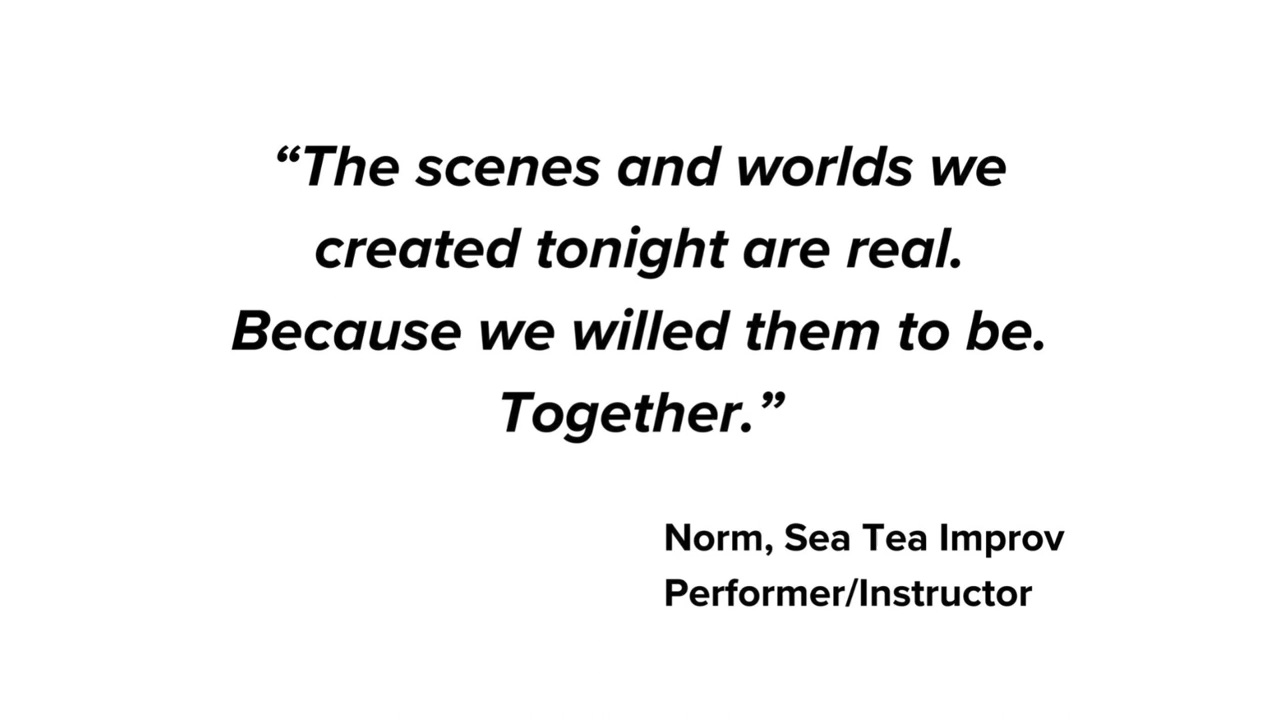 “The scenes and worlds we
created tonight are real.
Because we willed them to be.
Together.”
Norm, Sea Tea Improv
Performer/Instructor